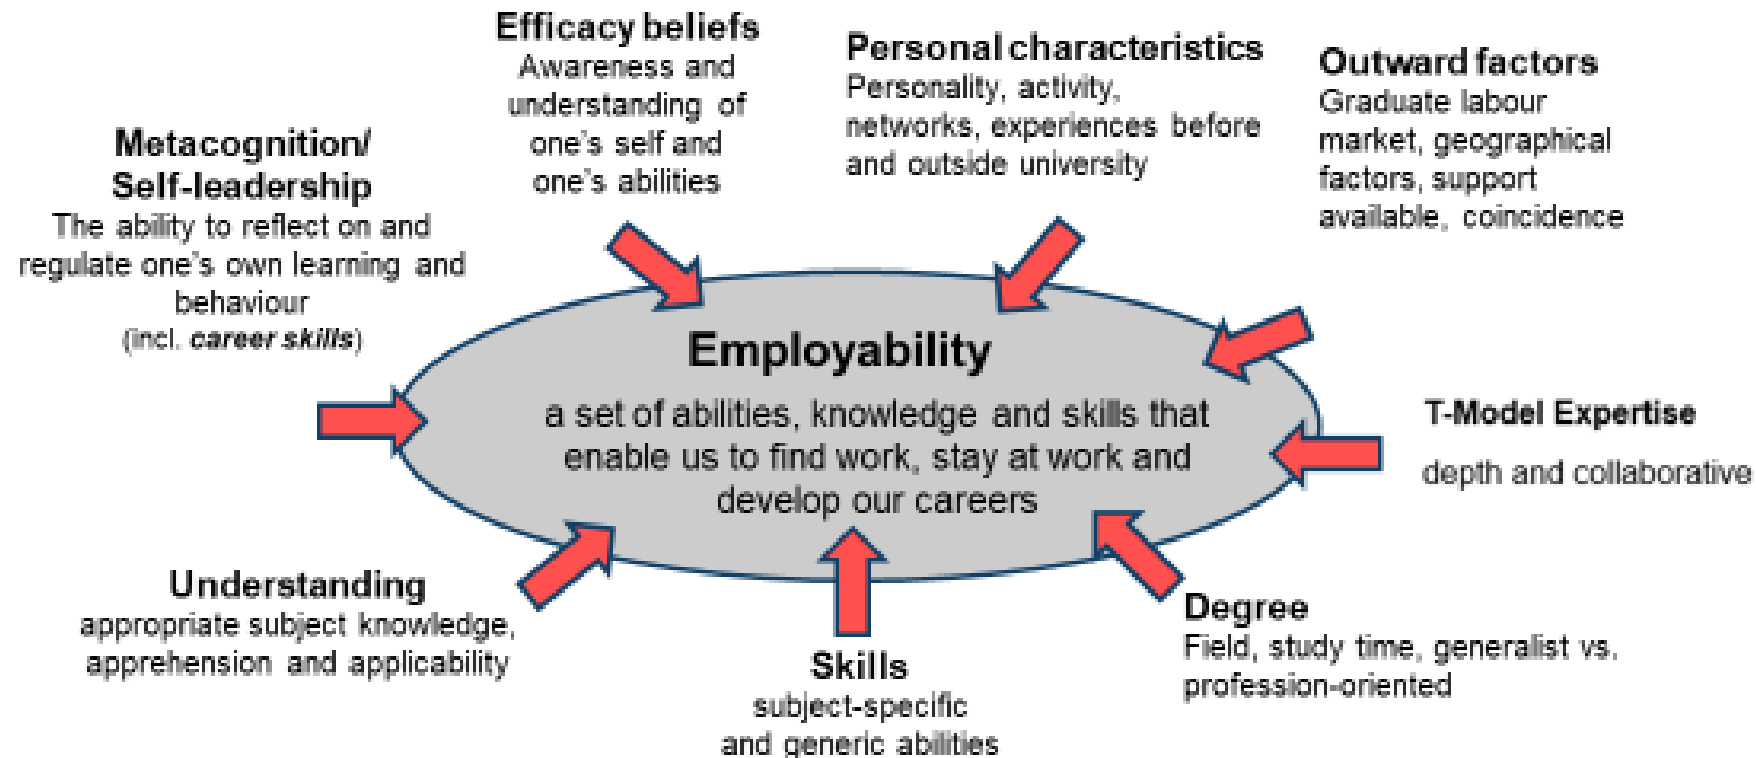 Efficacy beliefs
Awareness and
understanding of
one's self and
one's abilities
Personal characteristics
Personality, activity,
networks, experiences before
and outside university
Outward factors
Graduate labour
market, geographical
factors, support
available, coincidence
Metacognition/
Self-leadership
The ability to reflect on and
regulate one's own learning and
behaviour
(incl. career skills)
Employability
a set of abilities, knowledge and skills that
enable us to find work, stay at work and
develop our careers
T-Model Expertise
depth and collaborative
Understanding
appropriate subject knowledge,
apprehension and applicability
Skills
subject-specific
and generic abilities
Degree
Field, study time, generalist vs.
profession-oriented